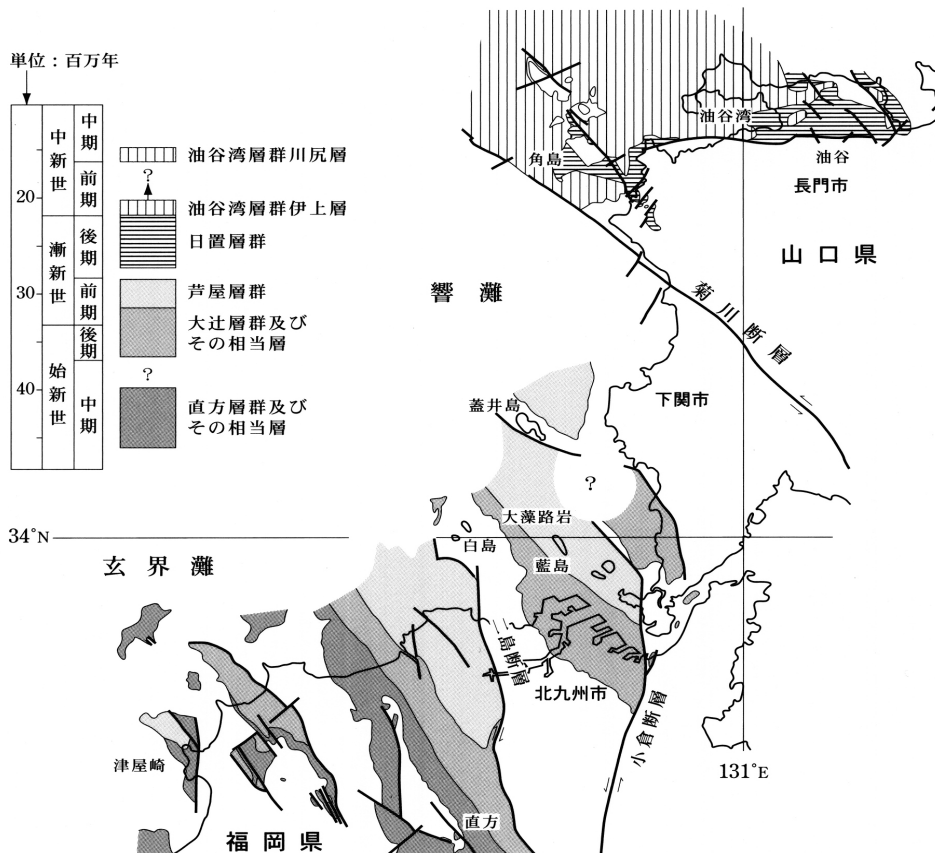 単位：百万年
中新世
中期
前期
漸新世
後期
前期
始新世
後期
中期
20
30
40
油谷湾層群川尻層
?
油谷湾層群伊上層
日置層群
芦屋層群
大辻層群及び
その相当層
?
直方層群及び
その相当層
油谷湾
角島
油谷
長門市
山口県
響灘
菊川断層
蓋井島
下関市
?
大藻路岩
34°N
白島
藍島
玄界灘
二島断層
北九州市
小倉断層
131°E
津屋崎
直方
福岡県